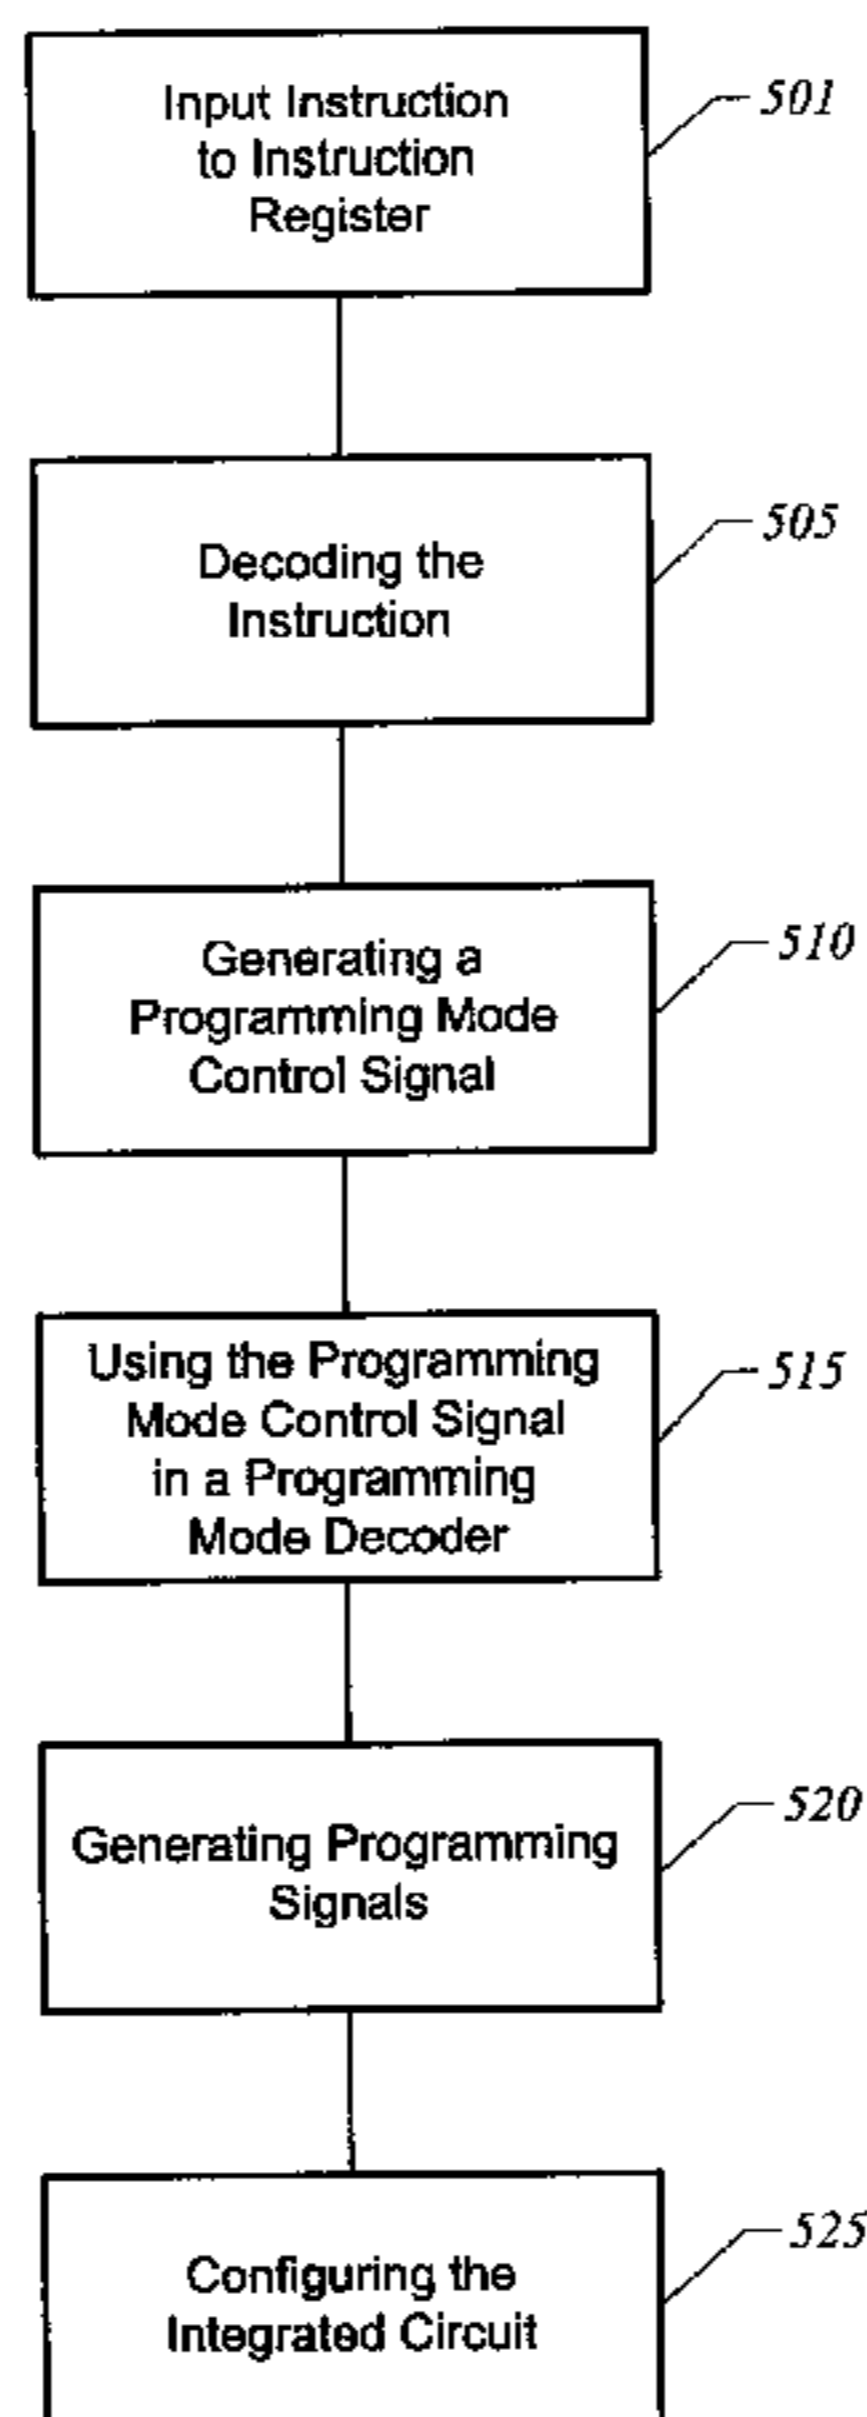 Input Instruction
to Instruction
Register
501
Decoding the
Instruction
505
Generating a
Programming Mode
Control Signal
510
Using the Programming
Mode Control Signal
in a Programming
Mode Decoder
515
Generating Programming
Signals
520
Configuring the
Integrated Circuit
525